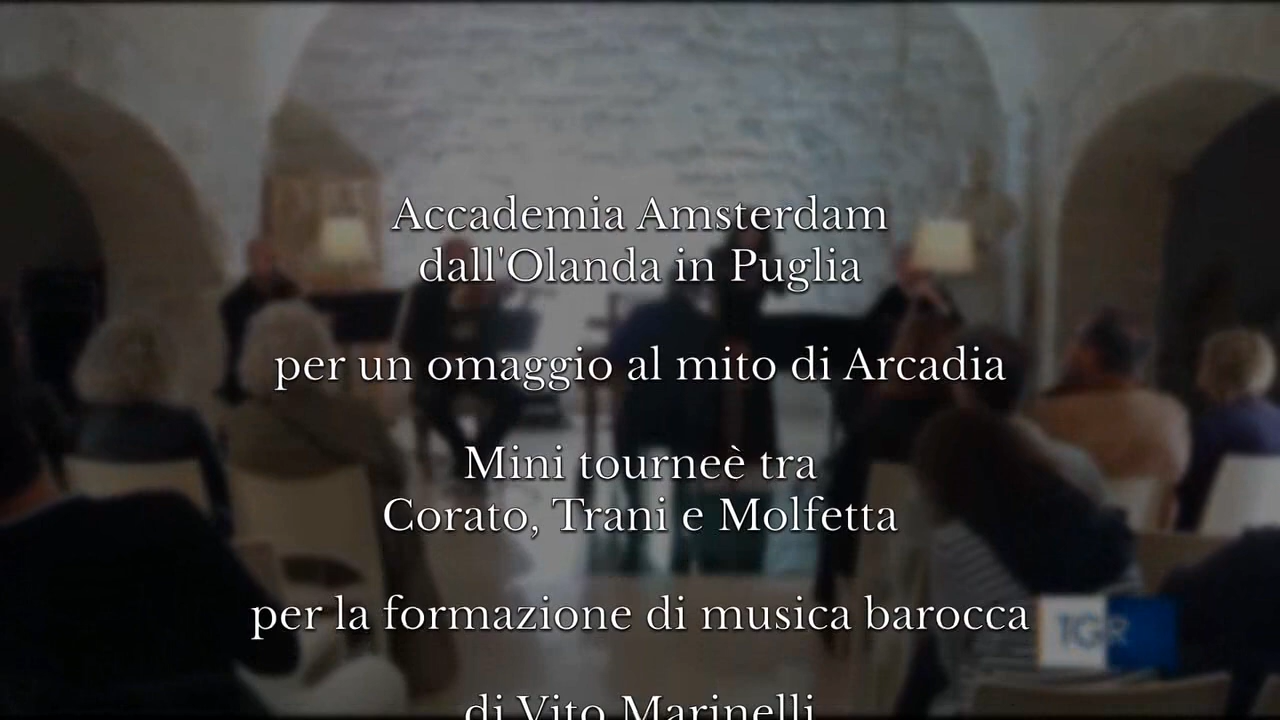 Accademia Amsterdam
dall'Olanda in Puglia
per un omaggio al mito di Arcadia
Mini tourneè tra
Corato, Trani e Molfetta
per la formazione di musica barocca
TGR
di Vito Marinelli